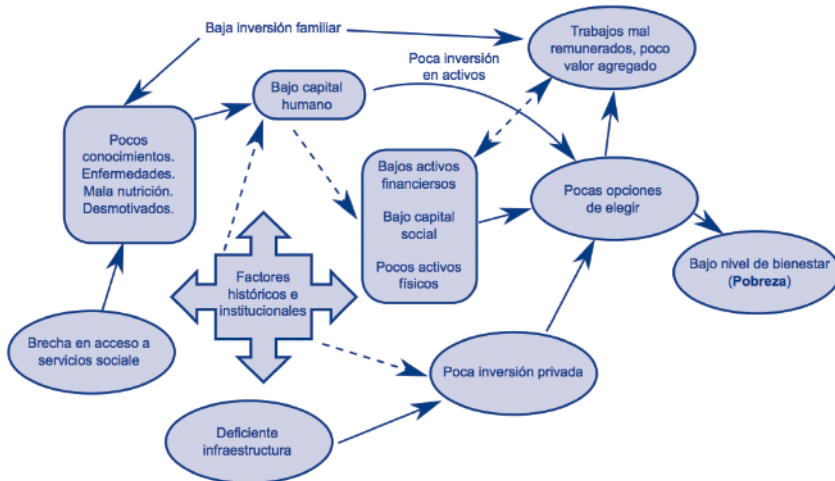 Baja inversión familiar
Trabajos mal
remunerados, poco
valor agregado
Poca inversión
en activos
Bajo capital
humano
Pocos
conocimientos.
Enfermedades.
Mala nutrición.
Desmotivados.
Bajos activos
financiersos
Bajo capital
social
Pocos activos
físicos
Pocas opciones
de elegir
Bajo nivel de bienestar
(Pobreza)
Factores
históricos e
institucionales
Brecha en acceso a
servicios sociale
Poca inversión privada
Deficiente
infraestructura